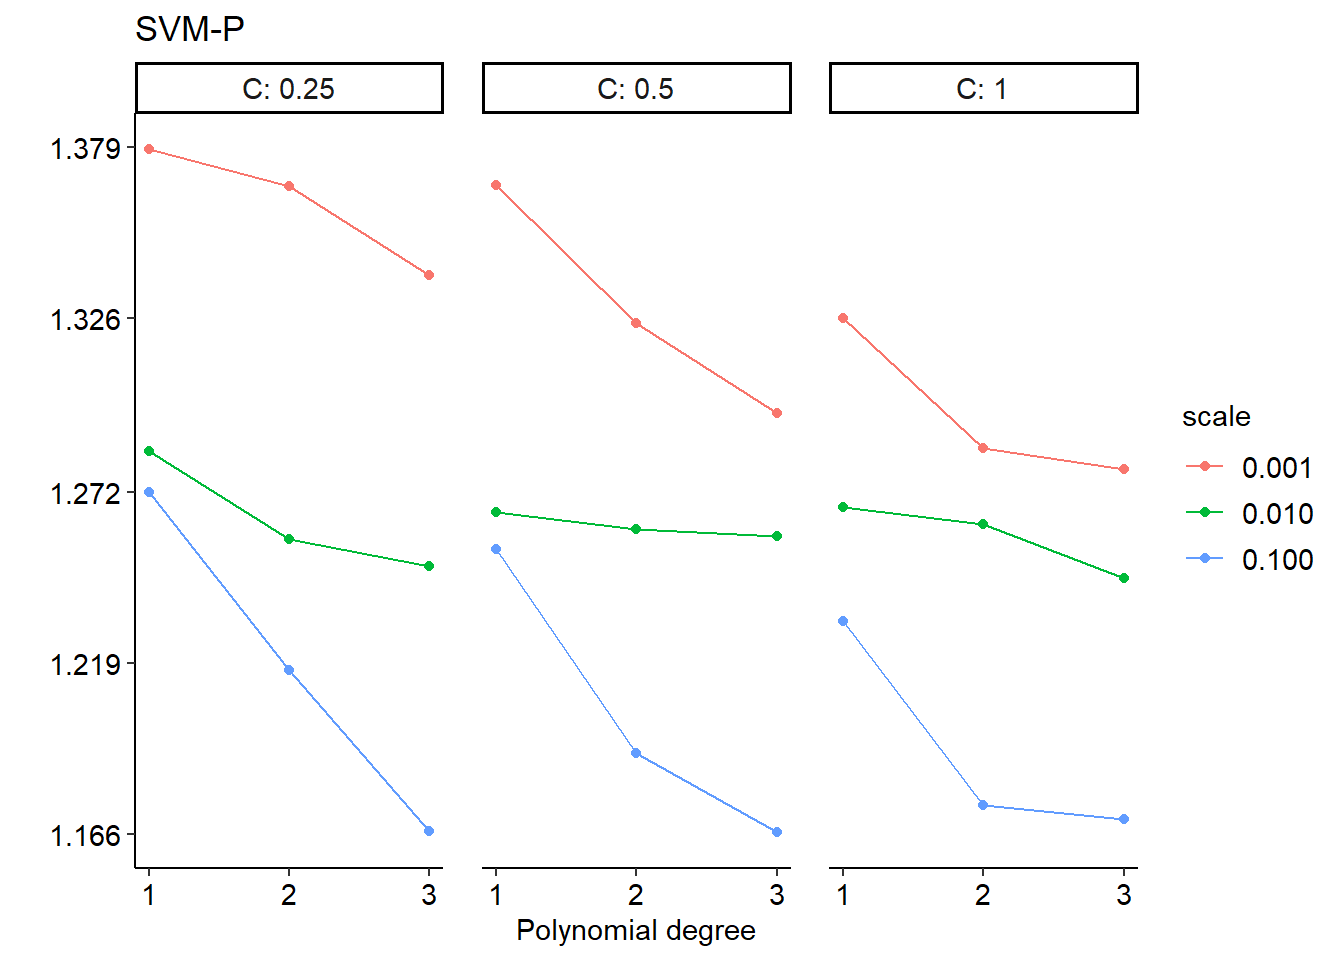 SVM-P
C: 0.25
C: 0.5
C: 1
1.379
1.326
1.272
1.219
1.166
1 2 3
1 2 3
1 2 3
Polynomial degree
scale
0.001
0.010
0.100